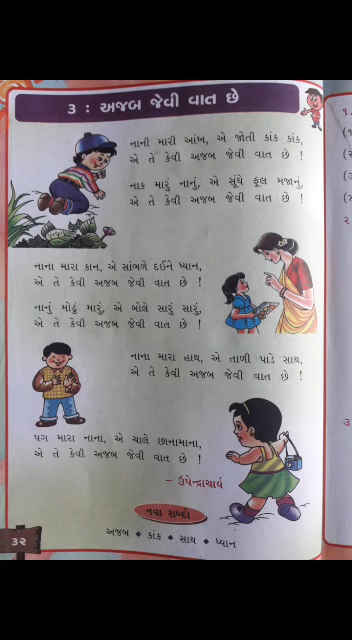 ૩ : અજબ જેવી વાત છે
નાની મારી આંખ, એ જોતી કાંક કાંક,
એ તે કેવી અજબ જેવી વાત છે !
નાક મારું નાનું, એ સૂંઘે ફૂલ મજાનું,
એ તે કેવી અજબ જેવી વાત છે !
નાના મારા કાન, એ સાંભળે દઈને ધ્યાન,
એ તે કેવી અજબ જેવી વાત છે !
નાનું મોઢું મારું, એ બોલે સારું સારું,
એ તે કેવી અજબ જેવી વાત છે !
નાના મારા હાથ, એ તાળી પાડે સાથ,
એ તે કેવી અજબ જેવી વાત છે !
પગ મારા નાના, એ ચાલે છાનામાના,
એ તે કેવી અજબ જેવી વાત છે !
– ઉપેન્દ્રાચાર્ય
નવા શબ્દો
અજબ ◆ કાંક ◆ સાથ ◆ ધ્યાન
૩૨